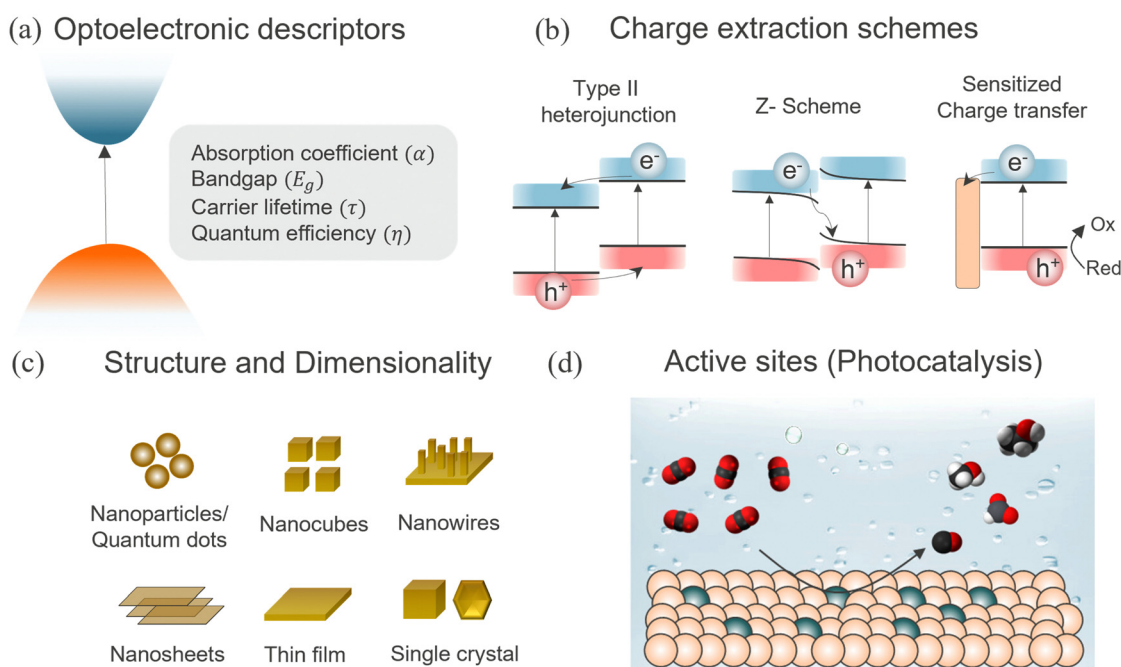 (a) Optoelectronic descriptors
Absorption coefficient (α)
Bandgap (E_g)
Carrier lifetime (τ)
Quantum efficiency (η)
(b) Charge extraction schemes
Type II
heterojunction
e⁻
h⁺
Z- Scheme
e⁻
h⁺
Sensitized
Charge transfer
e⁻
h⁺
Ox
Red
(c) Structure and Dimensionality
Nanoparticles/
Quantum dots
Nanocubes
Nanowires
Nanosheets
Thin film
Single crystal
(d) Active sites (Photocatalysis)